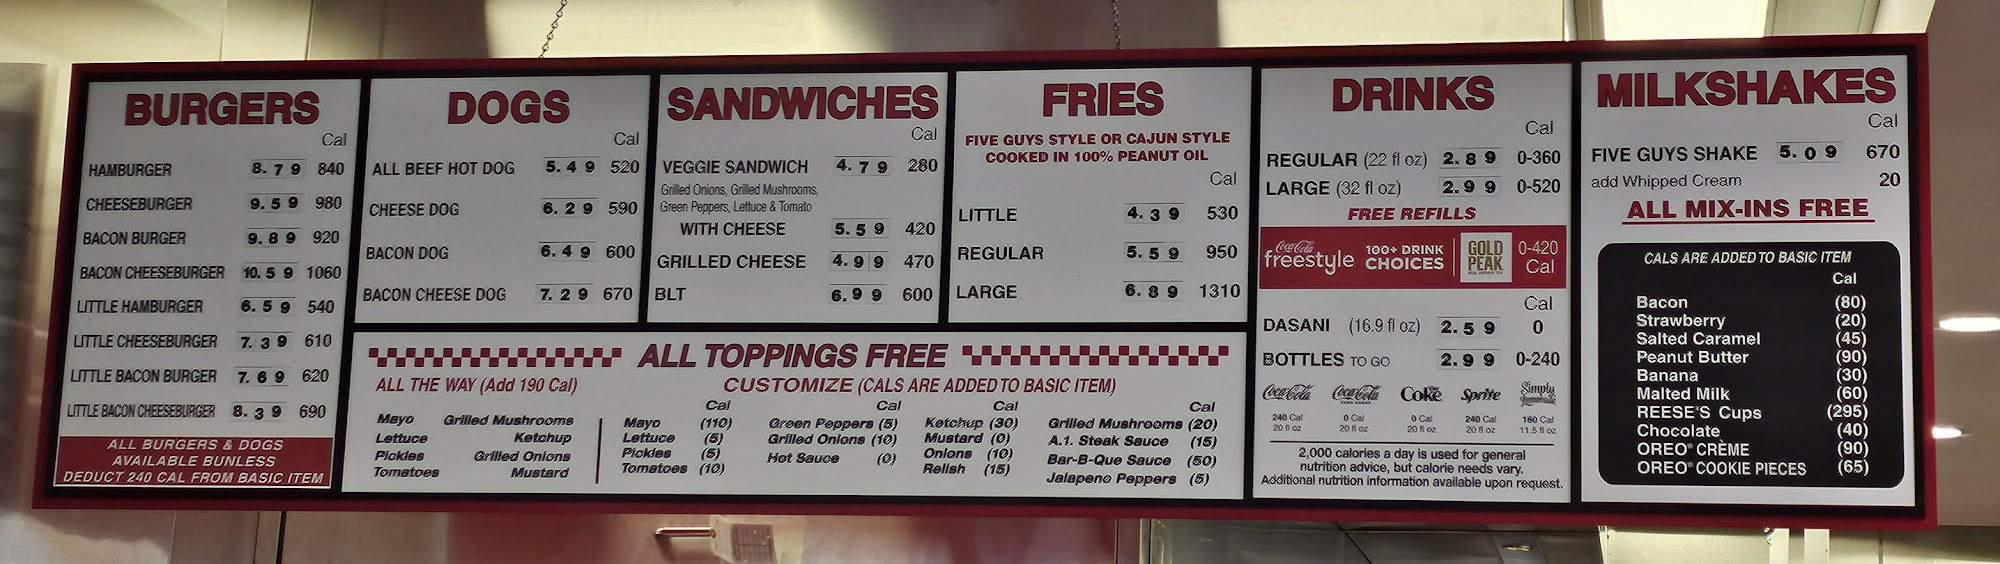 BURGERS
Cal
HAMBURGER 8.79 840
CHEESEBURGER 9.59 980
BACON BURGER 9.89 920
BACON CHEESEBURGER 10.59 1060
LITTLE HAMBURGER 6.59 540
LITTLE CHEESEBURGER 7.39 610
LITTLE BACON BURGER 7.69 620
LITTLE BACON CHEESEBURGER 8.39 690
ALL BURGERS & DOGS
AVAILABLE BUNLESS
DEDUCT 240 CAL FROM BASIC ITEM
DOGS
Cal
ALL BEEF HOT DOG 5.49 520
CHEESE DOG 6.29 590
BACON DOG 6.49 600
BACON CHEESE DOG 7.29 670
SANDWICHES
Cal
VEGGIE SANDWICH 4.79 280
Grilled Onions, Grilled Mushrooms,
Green Peppers, Lettuce & Tomato
WITH CHEESE 5.59 420
GRILLED CHEESE 4.99 470
BLT 6.99 600
FRIES
FIVE GUYS STYLE OR CAJUN STYLE
COOKED IN 100% PEANUT OIL
Cal
LITTLE 4.39 530
REGULAR 5.59 950
LARGE 6.89 1310
ALL TOPPINGS FREE
ALL THE WAY (Add 190 Cal)
Mayo Grilled Mushrooms
Lettuce Ketchup
Pickles Grilled Onions
Tomatoes Mustard
CUSTOMIZE (CALS ARE ADDED TO BASIC ITEM)
Cal Cal Cal Cal
Mayo (110) Green Peppers (5) Ketchup (30) Grilled Mushrooms (20)
Lettuce (5) Grilled Onions (10) Mustard (0) A.1. Steak Sauce (15)
Pickles (5) Hot Sauce (0) Onions (10) Bar-B-Que Sauce (50)
Tomatoes (10) Relish (15) Jalapeno Peppers (5)
DRINKS
Cal
REGULAR (22 fl oz) 2.89 0-360
LARGE (32 fl oz) 2.99 0-520
FREE REFILLS
Coca-Cola
freestyle
100+ DRINK
CHOICES
GOLD
PEAK
0-420
Cal
Cal
DASANI (16.9 fl oz) 2.59 0
BOTTLES TO GO 2.99 0-240
Coca-Cola Coca-Cola Coke Sprite Simply
240 Cal 0 Cal 0 Cal 240 Cal 160 Cal
20 fl oz 20 fl oz 20 fl oz 20 fl oz 11.5 fl oz
2,000 calories a day is used for general
nutrition advice, but calorie needs vary.
Additional nutrition information available upon request.
MILKSHAKES
Cal
FIVE GUYS SHAKE 5.09 670
add Whipped Cream 20
ALL MIX-INS FREE
CALS ARE ADDED TO BASIC ITEM
Cal
Bacon (80)
Strawberry (20)
Salted Caramel (45)
Peanut Butter (90)
Banana (30)
Malted Milk (60)
REESE'S Cups (295)
Chocolate (40)
OREO® CRÈME (90)
OREO® COOKIE PIECES (65)